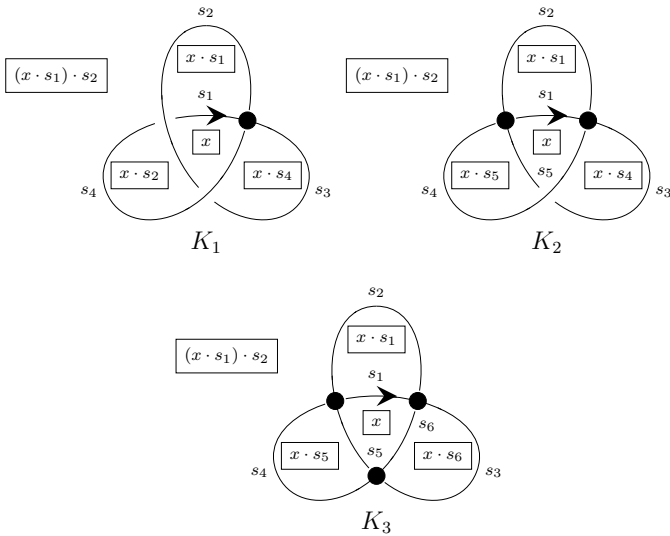 s₂
s₂
(x · s₁) · s₂
x · s₁
(x · s₁) · s₂
x · s₁
s₁
s₁
x
x
x · s₂
x · s₄
x · s₅
s₅
x · s₄
s₄
s₃
s₄
s₃
K₁
K₂
s₂
(x · s₁) · s₂
x · s₁
s₁
x
s₆
x · s₅
s₅
x · s₆
s₄
s₃
K₃